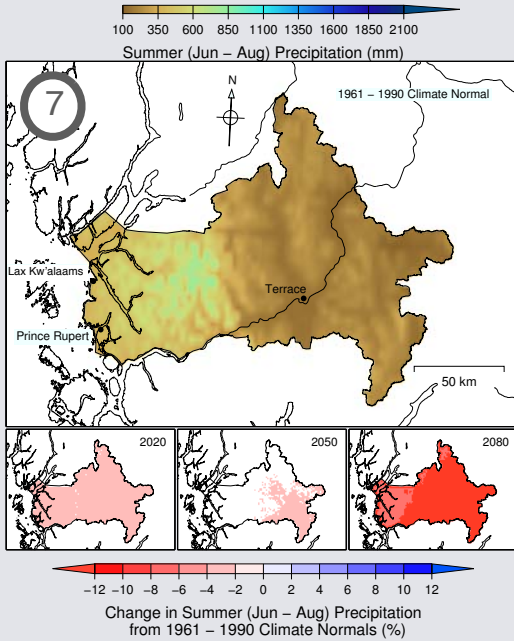 100 350 600 850 1100 1350 1600 1850 2100
Summer (Jun − Aug) Precipitation (mm)
7
N
1961 − 1990 Climate Normal
Lax Kw'alaams
Terrace
Prince Rupert
50 km
2020
2050
2080
−12 −10 −8 −6 −4 −2 0 2 4 6 8 10 12
Change in Summer (Jun − Aug) Precipitation
from 1961 − 1990 Climate Normals (%)